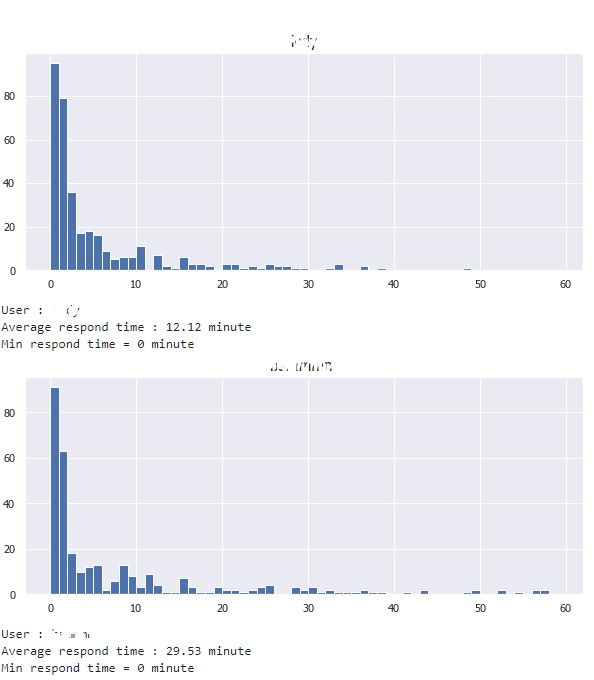 80
60
40
20
0
0 10 20 30 40 50 60
User :
Average respond time : 12.12 minute
Min respond time = 0 minute
80
60
40
20
0
0 10 20 30 40 50 60
User :
Average respond time : 29.53 minute
Min respond time = 0 minute